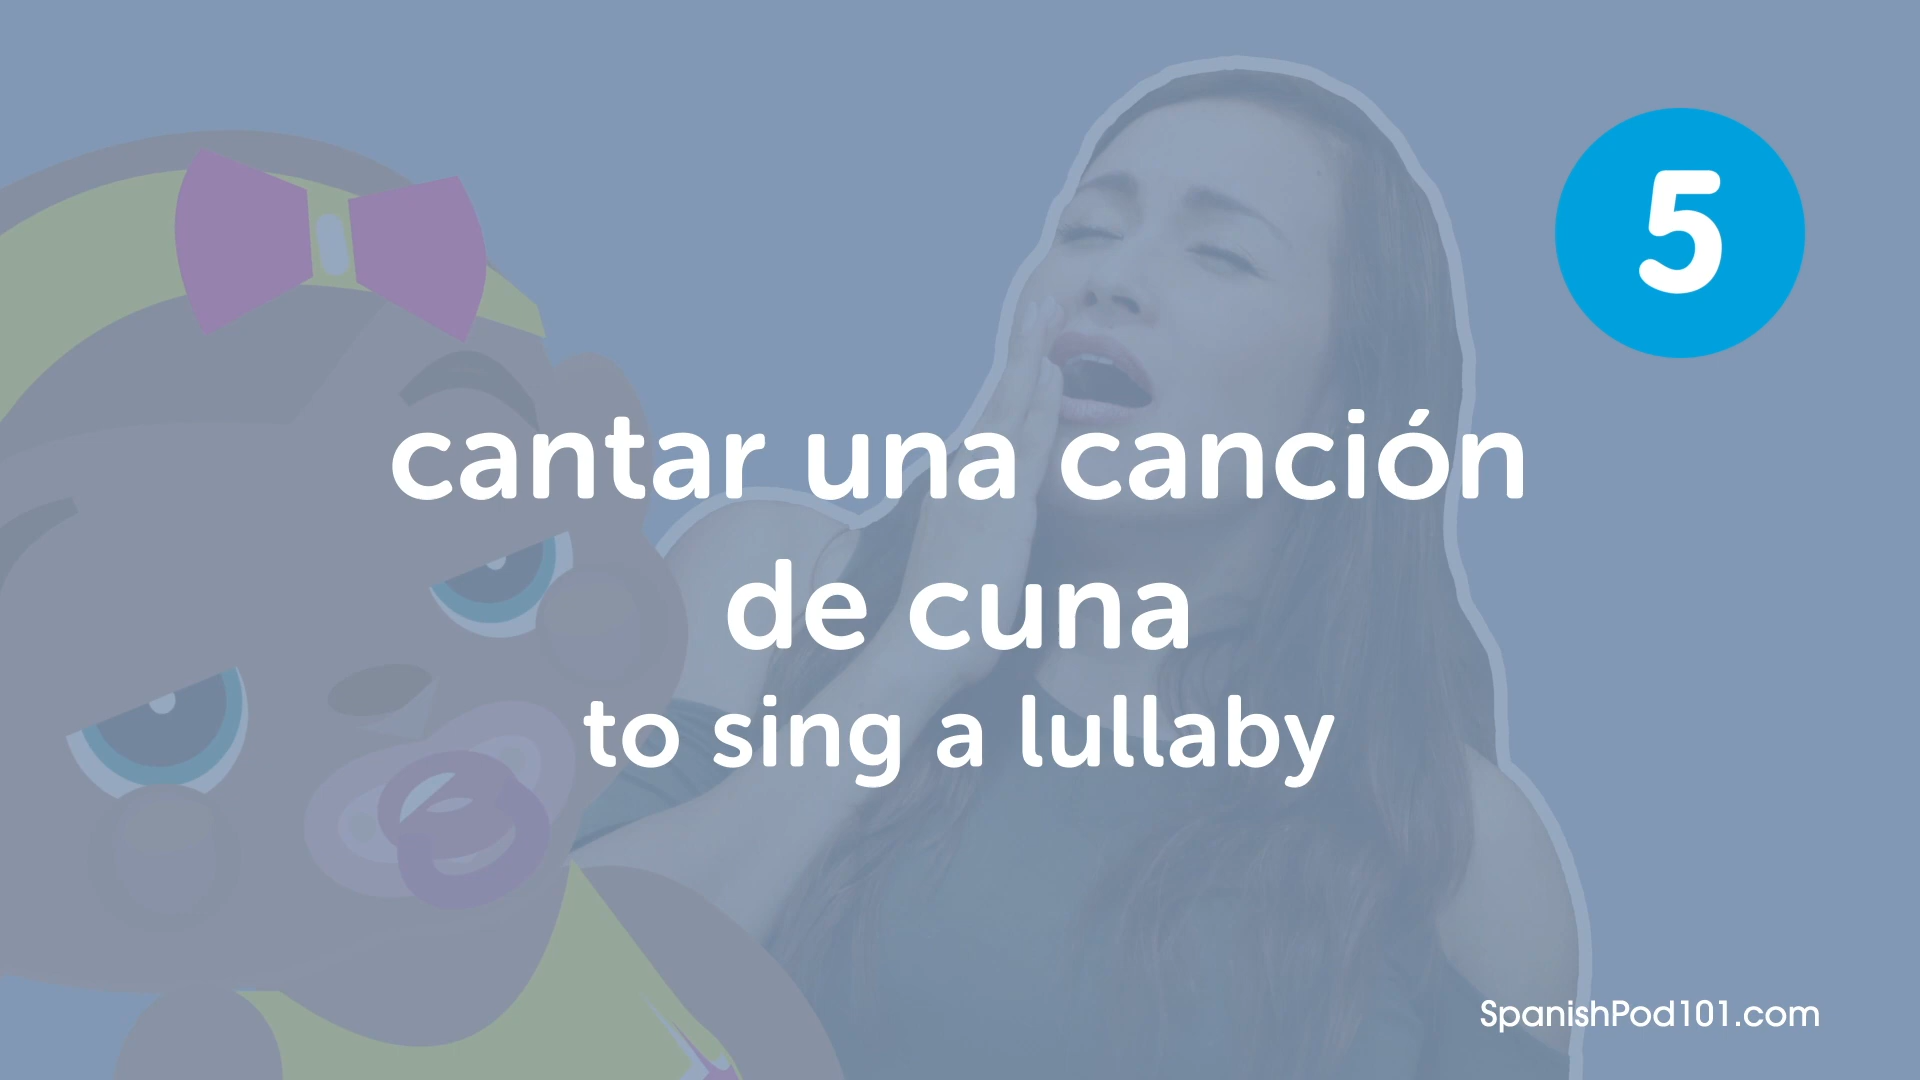 5
cantar una canción
de cuna
to sing a lullaby
SpanishPod101.com